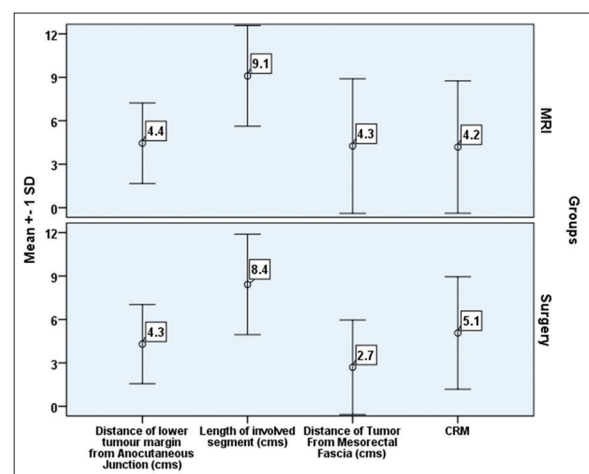 Mean +- 1 SD
12
9
6
3
0
4.4
9.1
4.3
4.2
MRI
12
9
6
3
0
4.3
8.4
2.7
5.1
Surgery
Groups
Distance of lower
tumour margin
from Anocutaneous
Junction (cms)
Length of involved
segment (cms)
Distance of Tumor
From Mesorectal
Fascia (cms)
CRM